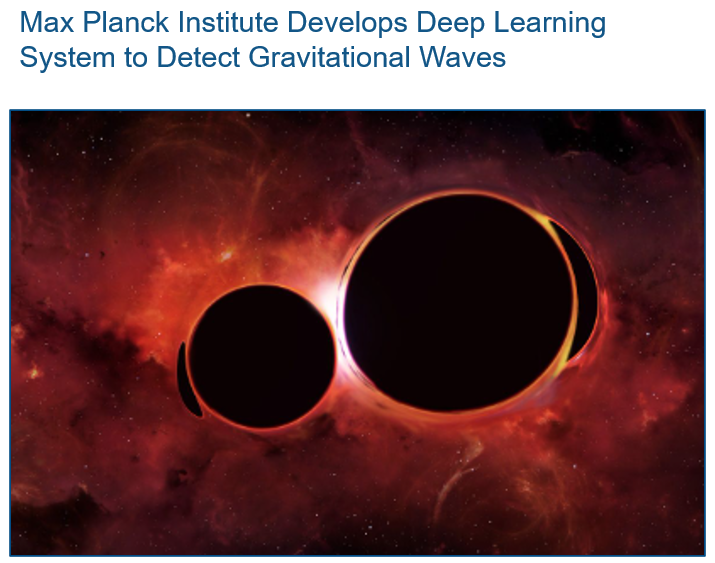 Max Planck Institute Develops Deep Learning
System to Detect Gravitational Waves